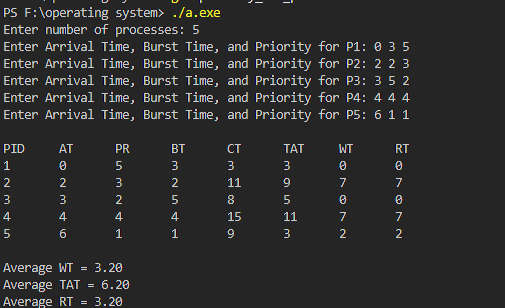 PS F:\operating system> ./a.exe
Enter number of processes: 5
Enter Arrival Time, Burst Time, and Priority for P1: 0 3 5
Enter Arrival Time, Burst Time, and Priority for P2: 2 2 3
Enter Arrival Time, Burst Time, and Priority for P3: 3 5 2
Enter Arrival Time, Burst Time, and Priority for P4: 4 4 4
Enter Arrival Time, Burst Time, and Priority for P5: 6 1 1
PID AT PR BT CT TAT WT RT
1 0 5 3 3 3 0 0
2 2 3 2 11 9 7 7
3 3 2 5 8 5 0 0
4 4 4 4 15 11 7 7
5 6 1 1 9 3 2 2
Average WT = 3.20
Average TAT = 6.20
Average RT = 3.20